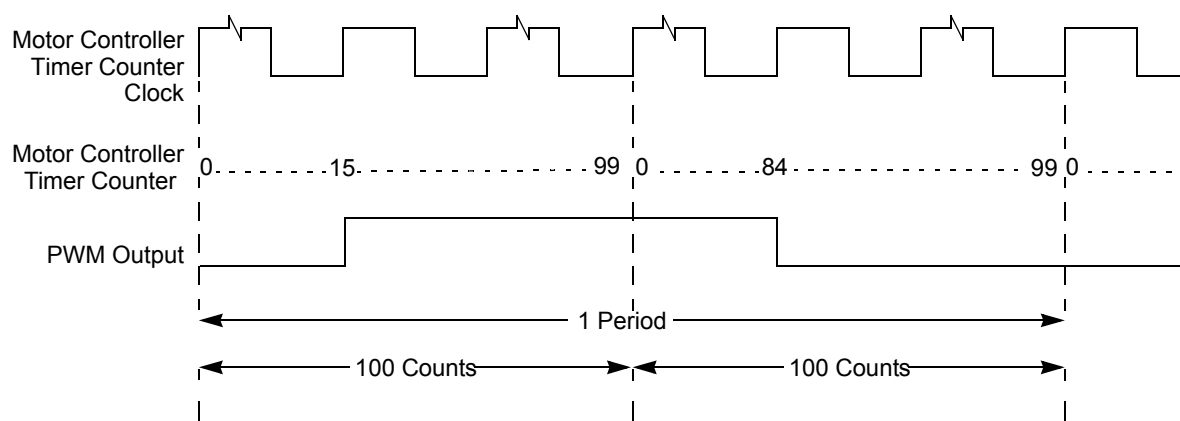 Motor Controller
Timer Counter
Clock
Motor Controller
Timer Counter
0 15 99 0 84 99 0
PWM Output
1 Period
100 Counts 100 Counts